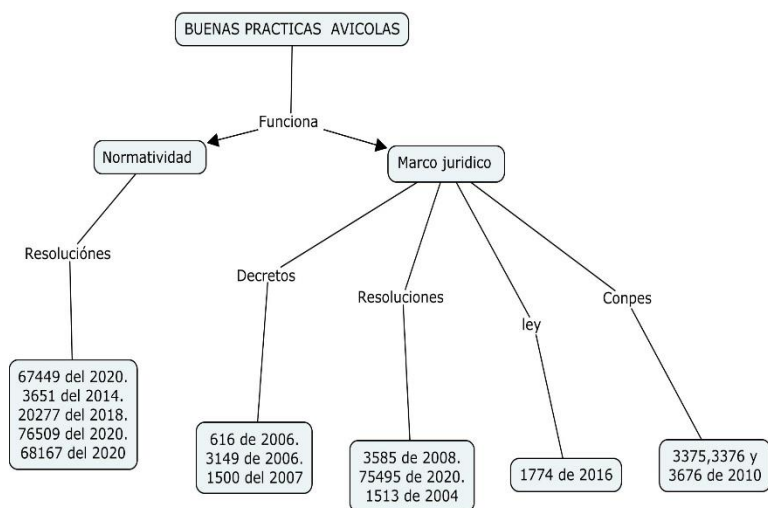 BUENAS PRACTICAS AVICOLAS
Funciona
Normatividad
Marco juridico
Resoluciónes
Decretos
Resoluciones
ley
Conpes
67449 del 2020.
3651 del 2014.
20277 del 2018.
76509 del 2020.
68167 del 2020
616 de 2006.
3149 de 2006.
1500 del 2007
3585 de 2008.
75495 de 2020.
1513 de 2004
1774 de 2016
3375,3376 y
3676 de 2010